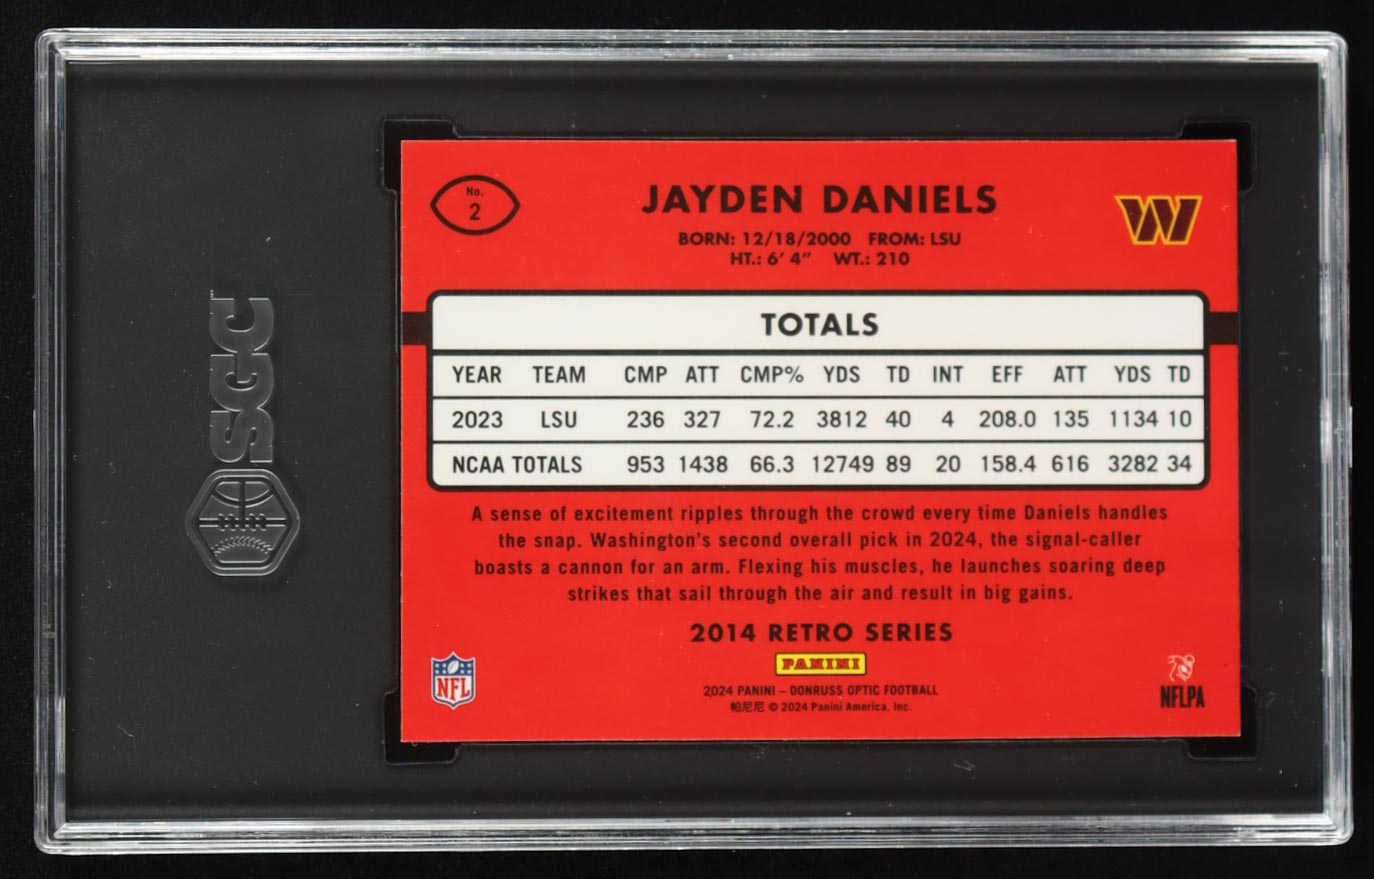 SGC
No.
2
JAYDEN DANIELS
BORN: 12/18/2000 FROM: LSU
HT.: 6' 4" WT.: 210
W
TOTALS
YEAR TEAM CMP ATT CMP% YDS TD INT EFF ATT YDS TD
2023 LSU 236 327 72.2 3812 40 4 208.0 135 1134 10
NCAA TOTALS 953 1438 66.3 12749 89 20 158.4 616 3282 34
A sense of excitement ripples through the crowd every time Daniels handles
the snap. Washington's second overall pick in 2024, the signal-caller
boasts a cannon for an arm. Flexing his muscles, he launches soaring deep
strikes that sail through the air and result in big gains.
2014 RETRO SERIES
PANINI
2024 PANINI – DONRUSS OPTIC FOOTBALL
帕尼尼 © 2024 Panini America, Inc.
NFL
NFLPA